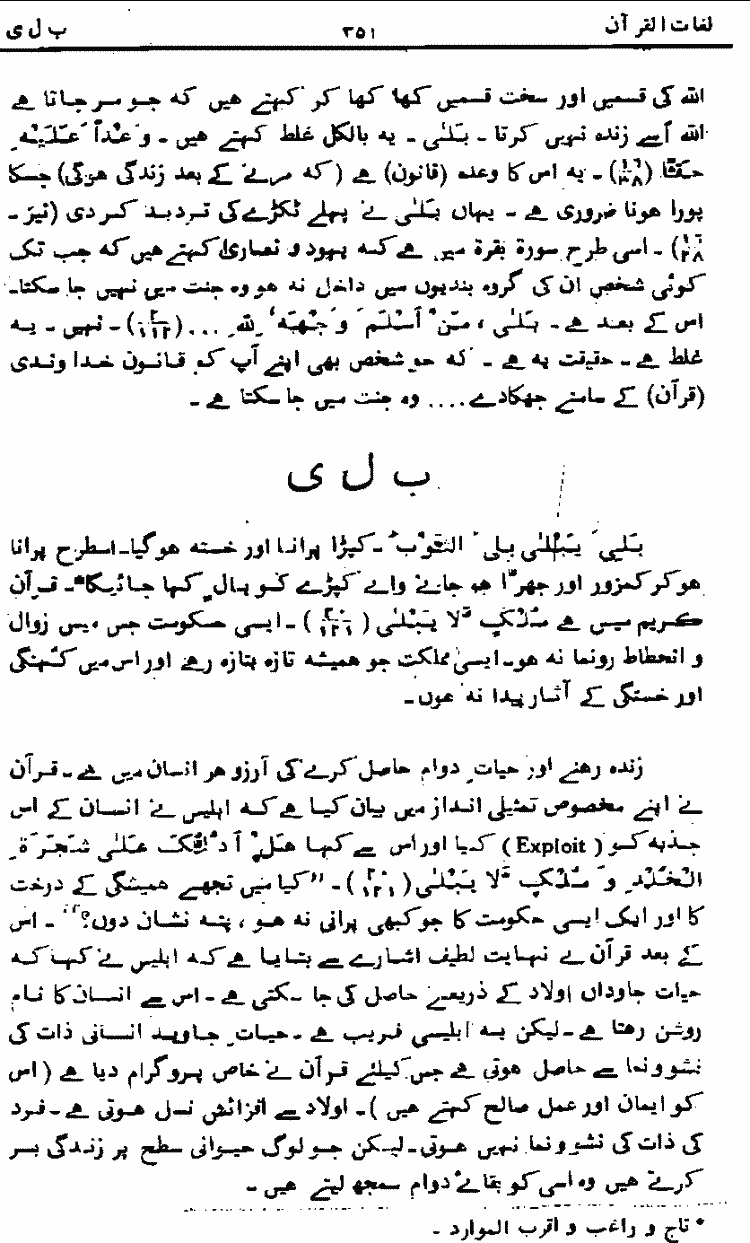 لغات القرآن ۳۵۱ ب ل ی
اللہ کی قسمیں اور سخت قسمیں کھا کھا کر کہتے ہیں کہ جو مر جاتا ہے
اللہ اُسے زندہ نہیں کرتا ۔ بَلٰی ۔ یہ بالکل غلط کہتے ہیں ۔ وَعْدًا عَلَیْہِ
حَقًّا (۱۶/۳۸) ۔ یہ اس کا وعدہ (قانون) ہے (کہ مرنے کے بعد زندگی ہوگی) جسکا
پورا ہونا ضروری ہے ۔ یہاں بَلٰی نے پہلے ٹکڑے کی تردید کر دی (نیز ۔
) ۔ اسی طرح سورۃ بقرۃ میں ہے کہ یہود و نصاریٰ کہتے ہیں کہ جب تک
کوئی شخص ان کی گروہ بندیوں میں داخل نہ ہو وہ جنت میں نہیں جا سکتا۔
اس کے بعد ہے ۔ بَلٰی ، مَنْ اَسْلَمَ وَجْہَہٗ لِلہِ ... (۲/۱۱۲) ۔ نہیں ۔ یہ
غلط ہے ۔ حقیقت یہ ہے ۔ کہ جو شخص بھی اپنے آپ کو قانون خدا وندی
(قرآن) کے سامنے جھکادے .... وہ جنت میں جا سکتا ہے ۔
ب ل ی
بَلِیَ یَبْلٰی بِلًی الثَّوْبُ ۔ کپڑا پرانا اور خستہ ہوگیا۔ اسطرح پرانا
ہوکر کمزور اور جھرّا ہو جانے والے کپڑے کو بالٍ کہا جائیگا* ۔ قرآن
کریم میں ہے مُلْکٍ لَّا یَبْلٰی (۲۰/۱۲۱) ۔ ایسی حکومت جس میں زوال
و انحطاط رونما نہ ہو۔ ایسی مملکت جو ہمیشہ تازہ بتازہ رہے اور اس میں کُہنگی
اور خستگی کے آثار پیدا نہ ہوں ۔
زندہ رہنے اور حیاتِ دوام حاصل کرنے کی آرزو ہر انسان میں ہے ۔ قرآن
نے اپنے مخصوص تمثیلی انداز میں بیان کیا ہے کہ ابلیس نے انسان کے اس
جذبہ کو (Exploit) کیا اور اس سے کہا ھَلْ اَدُلُّکَ عَلٰی شَجَرَۃِ
الْخُلْدِ وَ مُلْکٍ لَّا یَبْلٰی (۲۰/۱۲۱) ۔ "کیا میں تجھے ہمیشگی کے درخت
کا اور ایک ایسی حکومت کا جو کبھی پرانی نہ ہو ، پتہ نشان دوں؟" ۔ اس
کے بعد قرآن نے نہایت لطیف اشارے سے بتایا ہے کہ ابلیس نے کہا کہ
حیات جاوداں اولاد کے ذریعے حاصل کی جا سکتی ہے ۔ اس سے انسان کا نام
روشن رہتا ہے ۔ لیکن یہ ابلیسی فریب ہے ۔ حیاتِ جاوید انسانی ذات کی
نشو و نما سے حاصل ہوتی ہے جس کیلئے قرآن نے خاص پروگرام دیا ہے (اس
کو ایمان اور عمل صالح کہتے ہیں) ۔ اولاد سے افزائش نسل ہوتی ہے ۔ فرد
کی ذات کی نشو و نما نہیں ہوتی ۔ لیکن جو لوگ حیوانی سطح پر زندگی بسر
کرتے ہیں وہ اسی کو بقائے دوام سمجھ لیتے ہیں ۔
* تاج و راغب و اقرب الموارد ۔